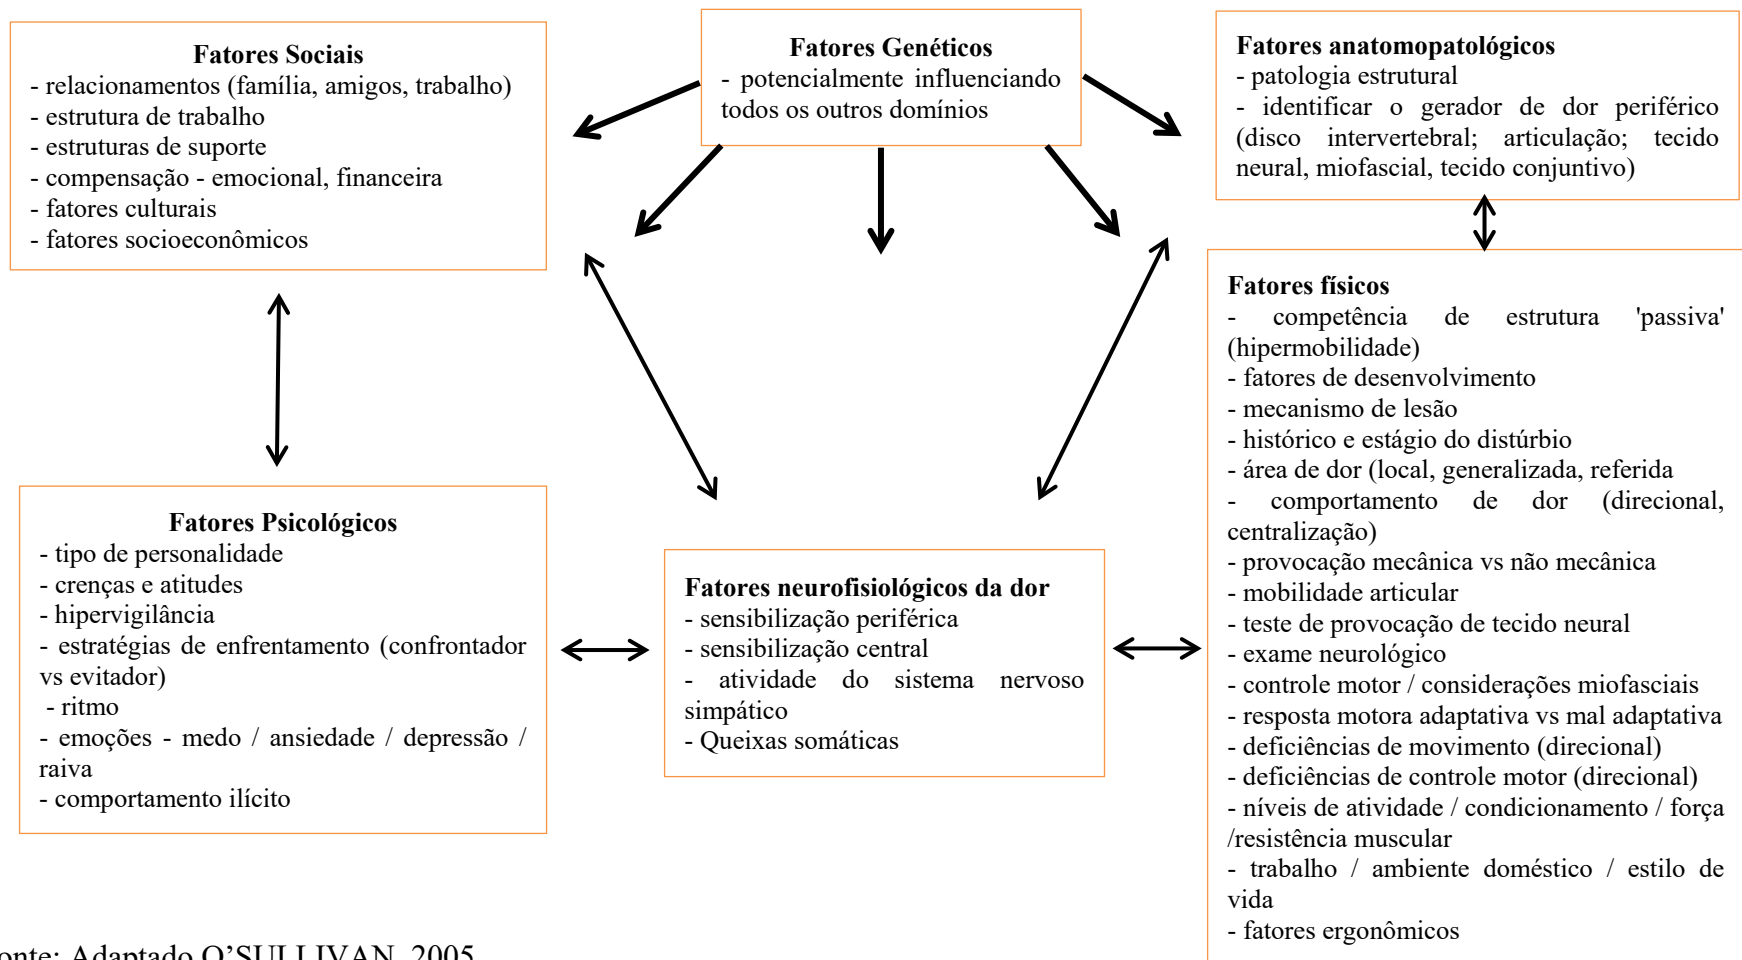 Fatores Sociais
- relacionamentos (família, amigos, trabalho)
- estrutura de trabalho
- estruturas de suporte
- compensação - emocional, financeira
- fatores culturais
- fatores socioeconômicos
Fatores Genéticos
- potencialmente influenciando
todos os outros domínios
Fatores anatomopatológicos
- patologia estrutural
- identificar o gerador de dor periférico
(disco intervertebral; articulação; tecido
neural, miofascial, tecido conjuntivo)
Fatores Psicológicos
- tipo de personalidade
- crenças e atitudes
- hipervigilância
- estratégias de enfrentamento (confrontador
vs evitador)
- ritmo
- emoções - medo / ansiedade / depressão /
raiva
- comportamento ilícito
Fatores neurofisiológicos da dor
- sensibilização periférica
- sensibilização central
- atividade do sistema nervoso
simpático
- Queixas somáticas
Fatores físicos
- competência de estrutura 'passiva'
(hipermobilidade)
- fatores de desenvolvimento
- mecanismo de lesão
- histórico e estágio do distúrbio
- área de dor (local, generalizada, referida
- comportamento de dor (direcional,
centralização)
- provocação mecânica vs não mecânica
- mobilidade articular
- teste de provocação de tecido neural
- exame neurológico
- controle motor / considerações miofasciais
- resposta motora adaptativa vs mal adaptativa
- deficiências de movimento (direcional)
- deficiências de controle motor (direcional)
- níveis de atividade / condicionamento / força
/resistência muscular
- trabalho / ambiente doméstico / estilo de
vida
- fatores ergonômicos
onte: Adaptado O’SULLIVAN, 2005